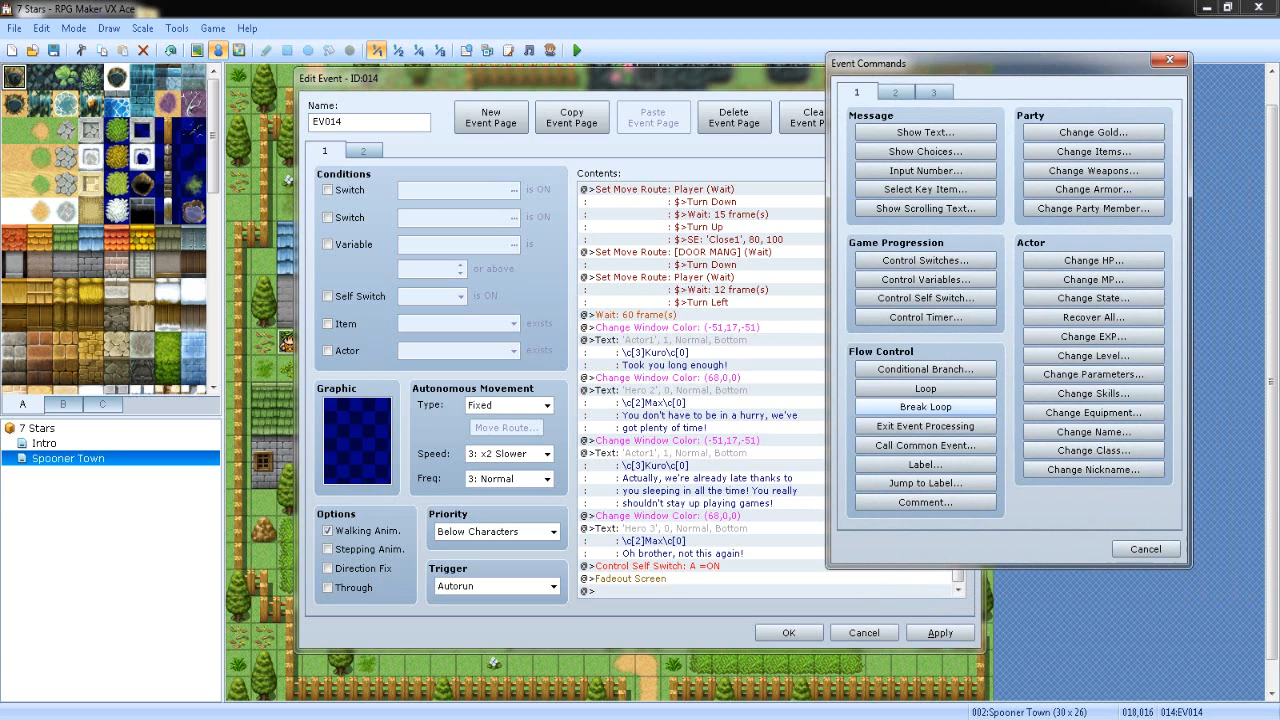 7 Stars - RPG Maker VX Ace
File Edit Mode Draw Scale Tools Game Help
A B C
7 Stars
Intro
Spooner Town
Edit Event - ID:014
Name:
EV014
New Event Page
Copy Event Page
Paste Event Page
Delete Event Page
Clea
Event P
1 2
Conditions
Switch ... is ON
Switch ... is ON
Variable ... is
or above
Self Switch is ON
Item exists
Actor exists
Graphic
Autonomous Movement
Type: Fixed
Move Route...
Speed: 3: x2 Slower
Freq: 3: Normal
Options
Walking Anim.
Stepping Anim.
Direction Fix
Through
Priority
Below Characters
Trigger
Autorun
Contents:
@>Set Move Route: Player (Wait)
: : $>Turn Down
: : $>Wait: 15 frame(s)
: : $>Turn Up
: : $>SE: 'Close1', 80, 100
@>Set Move Route: [DOOR MANG] (Wait)
: : $>Turn Down
@>Set Move Route: Player (Wait)
: : $>Wait: 12 frame(s)
: : $>Turn Left
@>Wait: 60 frame(s)
@>Change Window Color: (-51,17,-51)
@>Text: 'Actor1', 1, Normal, Bottom
: : \c[3]Kuro\c[0]
: : Took you long enough!
@>Change Window Color: (68,0,0)
@>Text: 'Hero 2', 0, Normal, Bottom
: : \c[2]Max\c[0]
: : You don't have to be in a hurry, we've
: : got plenty of time!
@>Change Window Color: (-51,17,-51)
@>Text: 'Actor1', 1, Normal, Bottom
: : \c[3]Kuro\c[0]
: : Actually, we're already late thanks to
: : you sleeping in all the time! You really
: : shouldn't stay up playing games!
@>Change Window Color: (68,0,0)
@>Text: 'Hero 3', 0, Normal, Bottom
: : \c[2]Max\c[0]
: : Oh brother, not this again!
@>Control Self Switch: A =ON
@>Fadeout Screen
@>
OK Cancel Apply
Event Commands
1 2 3
Message
Show Text...
Show Choices...
Input Number...
Select Key Item...
Show Scrolling Text...
Game Progression
Control Switches...
Control Variables...
Control Self Switch...
Control Timer...
Flow Control
Conditional Branch...
Loop
Break Loop
Exit Event Processing
Call Common Event...
Label...
Jump to Label...
Comment...
Party
Change Gold...
Change Items...
Change Weapons...
Change Armor...
Change Party Member...
Actor
Change HP...
Change MP...
Change State...
Recover All...
Change EXP...
Change Level...
Change Parameters...
Change Skills...
Change Equipment...
Change Name...
Change Class...
Change Nickname...
Cancel
002:Spooner Town (30 x 26) 018,016 014:EV014